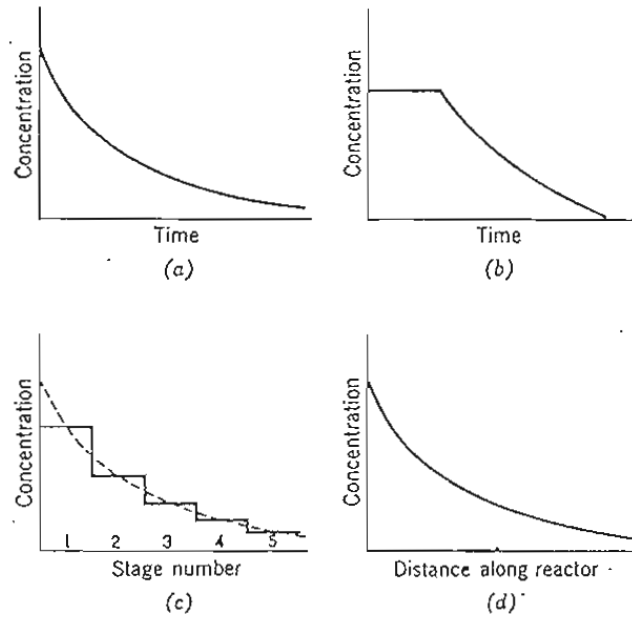 Concentration
Time
(a)
Concentration
Time
(b)
Concentration
1 2 3 4 5
Stage number
(c)
Concentration
Distance along reactor
(d)